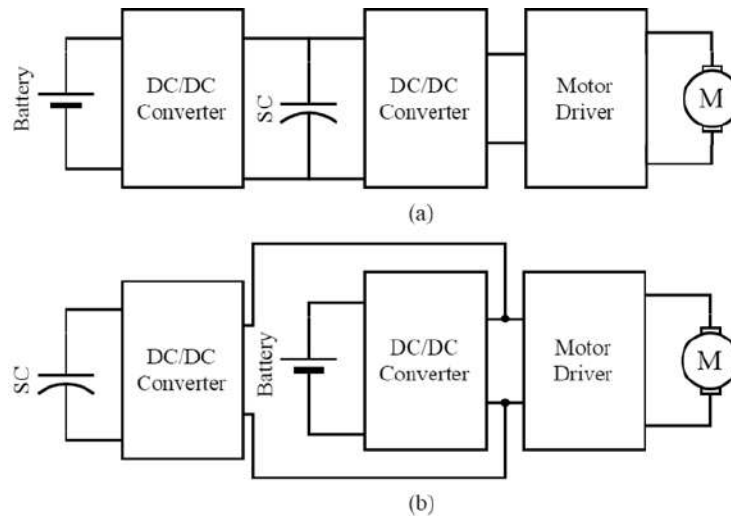 Battery
DC/DC
Converter
SC
DC/DC
Converter
Motor
Driver
M
(a)
SC
DC/DC
Converter
Battery
DC/DC
Converter
Motor
Driver
M
(b)